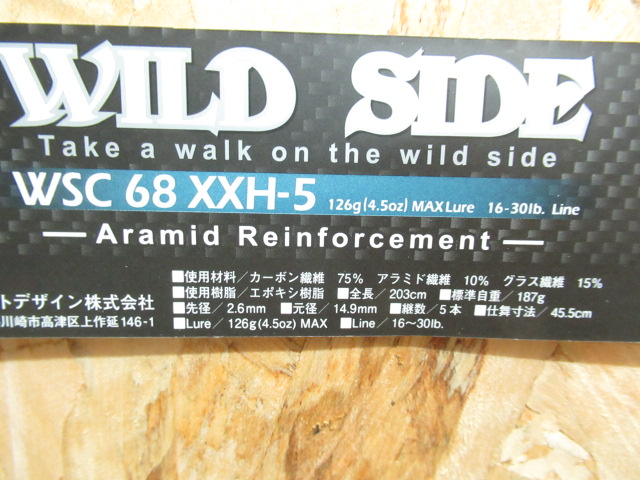 WILD SIDE
Take a walk on the wild side
WSC 68 XXH-5 126g(4.5oz) MAX Lure 16-30lb. Line
Aramid Reinforcement
■使用材料／カーボン繊維 75% アラミド繊維 10% グラス繊維 15%
トデザイン株式会社 ■使用樹脂／エポキシ樹脂 ■全長／203cm ■標準自重／187g
川崎市高津区上作延146-1 ■先径／2.6mm ■元径／14.9mm ■継数／5本 ■仕舞寸法／45.5cm
■Lure／126g(4.5oz) MAX ■Line／16〜30lb.